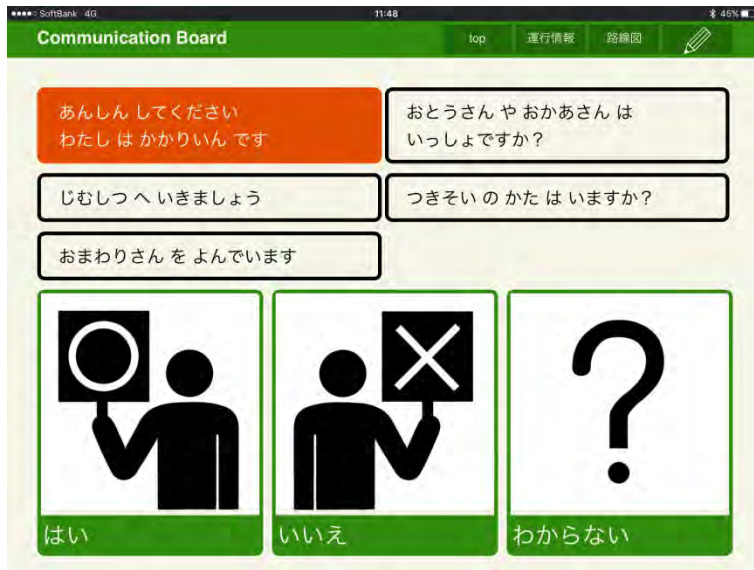 SoftBank 4G 11:48 45%
Communication Board top 運行情報 路線図
あんしん してください
わたし は かかりいん です
おとうさん や おかあさん は
いっしょですか？
じむしつ へ いきましょう
つきそい の かた は いますか？
おまわりさん を よんでいます
はい
いいえ
わからない